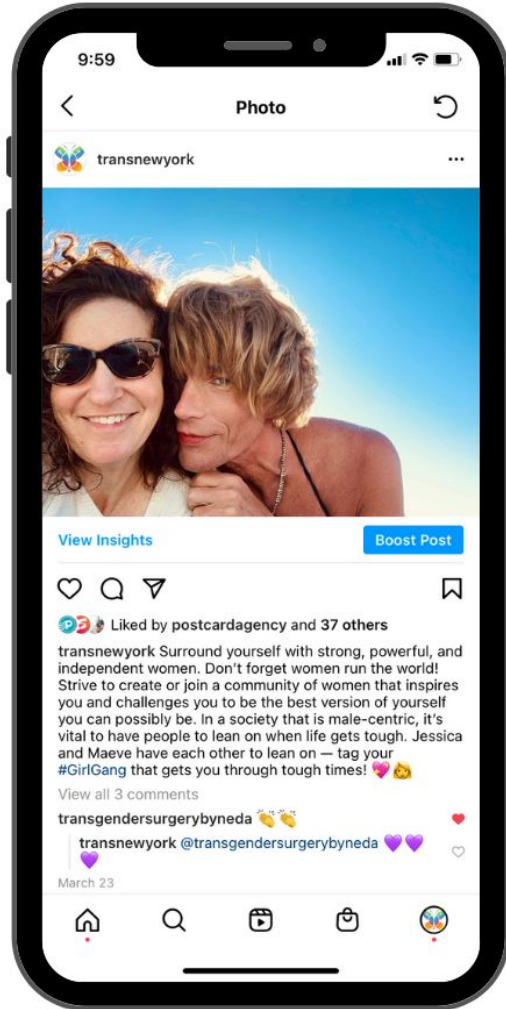 9:59
Photo
transnewyork
View Insights
Boost Post
Liked by postcardagency and 37 others
transnewyork Surround yourself with strong, powerful, and
independent women. Don't forget women run the world!
Strive to create or join a community of women that inspires
you and challenges you to be the best version of yourself
you can possibly be. In a society that is male-centric, it's
vital to have people to lean on when life gets tough. Jessica
and Maeve have each other to lean on — tag your
#GirlGang that gets you through tough times! 💖👩
View all 3 comments
transgendersurgerybyneda 👏👏
transnewyork @transgendersurgerybyneda 💜💜
💜
March 23